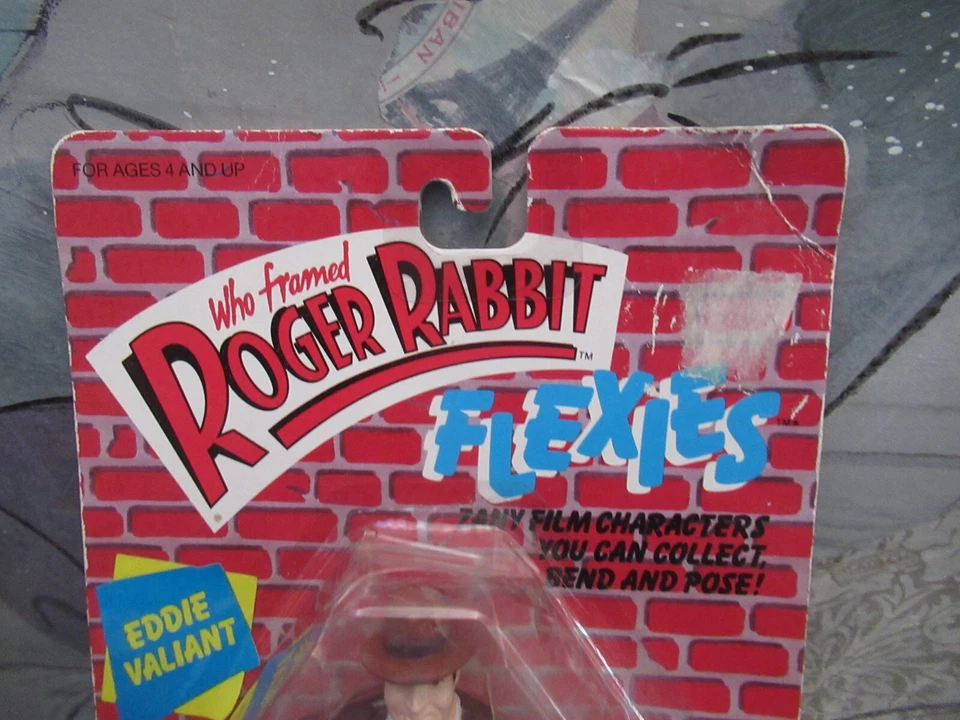 IBAN
FOR AGES 4 AND UP
Who framed
ROGER RABBIT
TM
FLEXIES
TM*
ZANY FILM CHARACTERS
YOU CAN COLLECT,
BEND AND POSE!
EDDIE
VALIANT